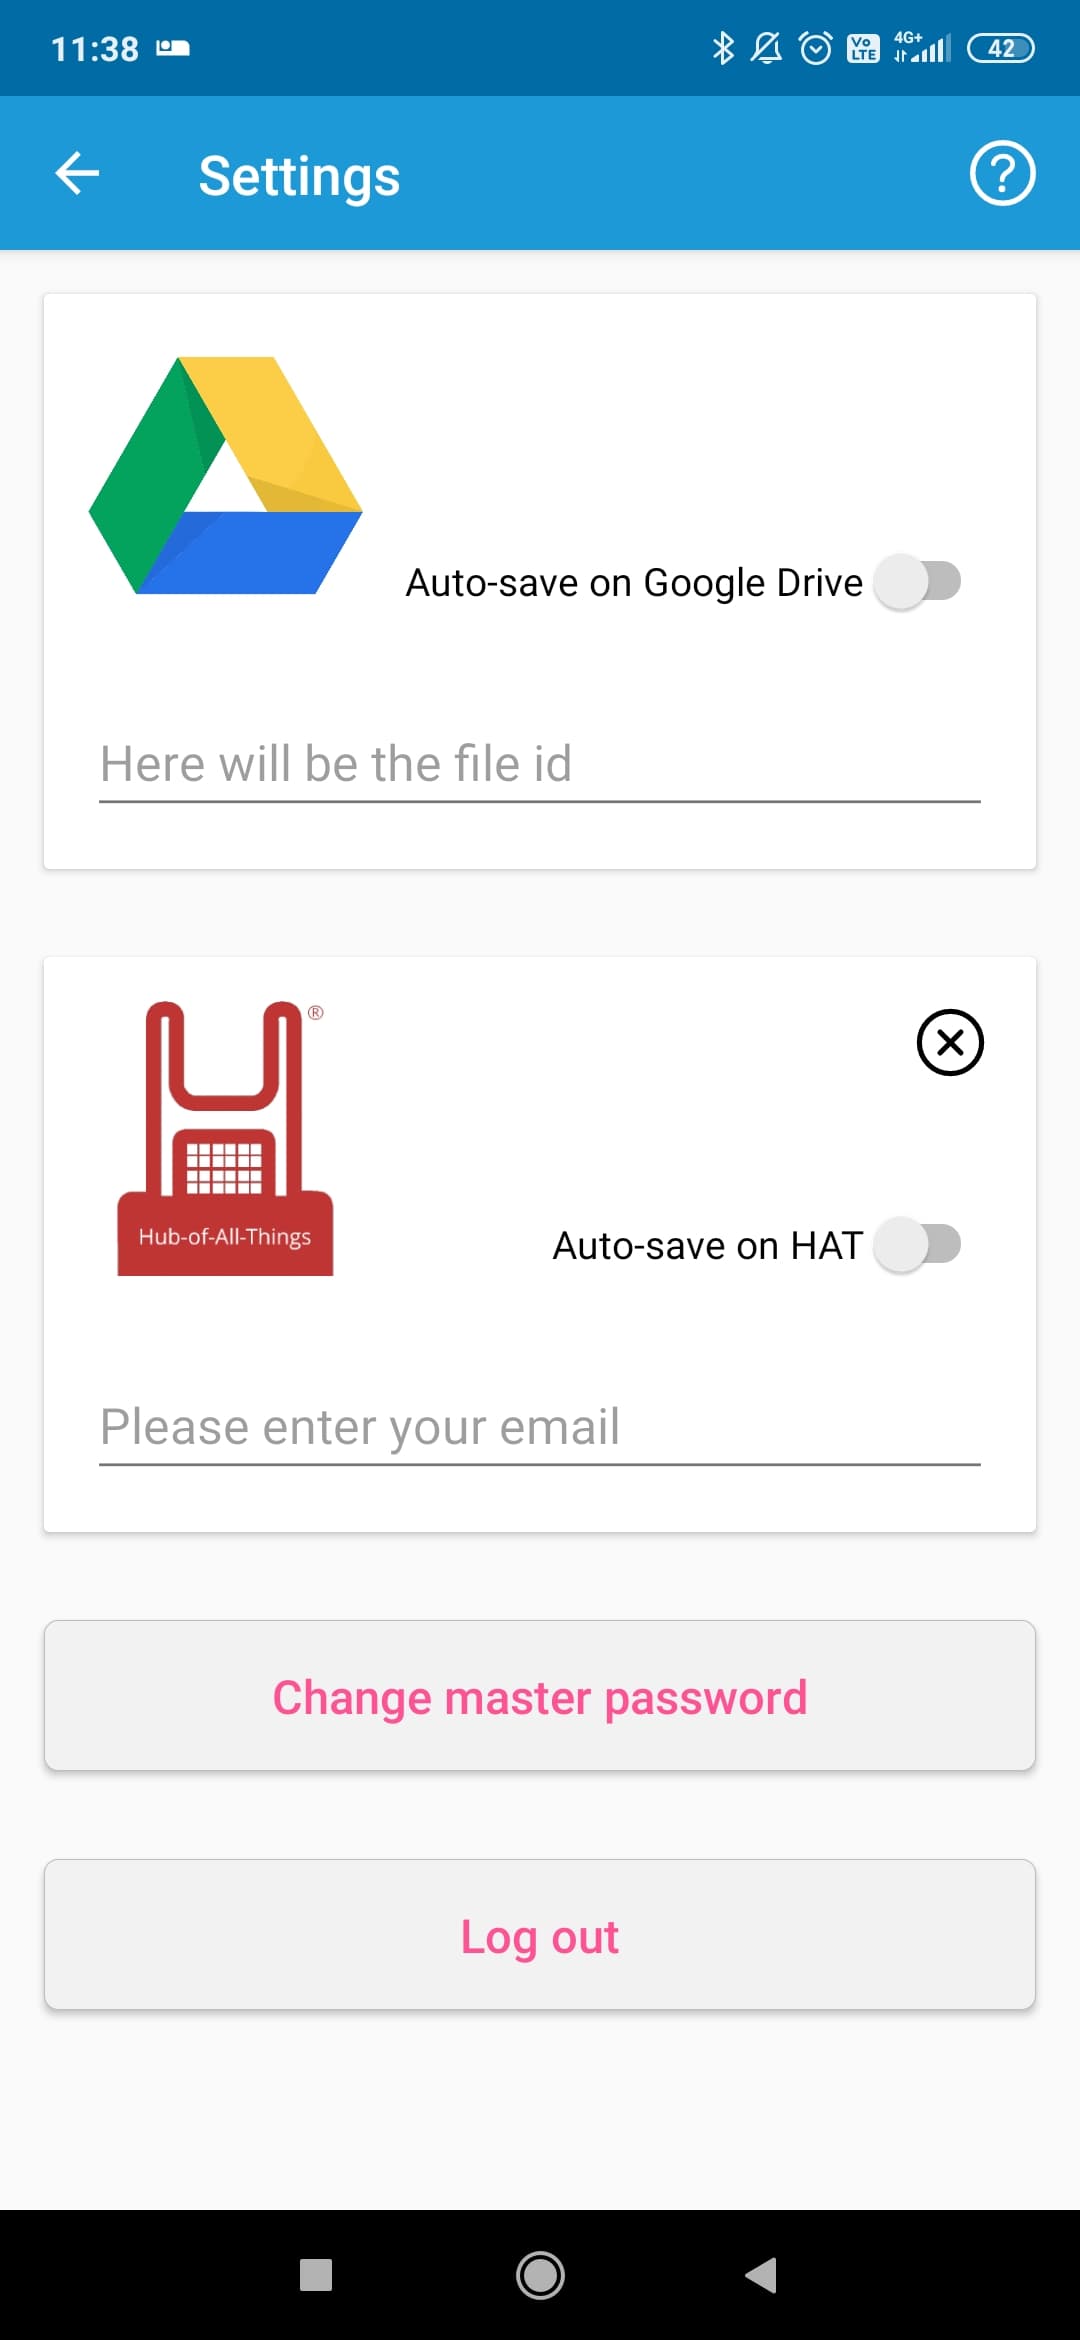 11:38
Vo LTE 4G+ 42
Settings
?
Auto-save on Google Drive
Here will be the file id
®
Hub-of-All-Things
Auto-save on HAT
Please enter your email
Change master password
Log out